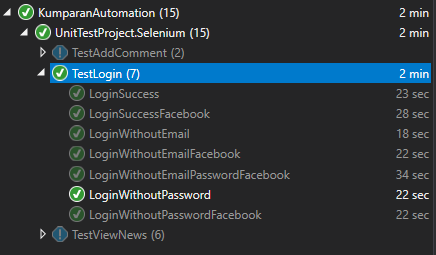 KumparanAutomation (15) 2 min
UnitTestProject.Selenium (15) 2 min
TestAddComment (2)
TestLogin (7) 2 min
LoginSuccess 23 sec
LoginSuccessFacebook 28 sec
LoginWithoutEmail 18 sec
LoginWithoutEmailFacebook 22 sec
LoginWithoutEmailPasswordFacebook 34 sec
LoginWithoutPassword 22 sec
LoginWithoutPasswordFacebook 22 sec
TestViewNews (6)